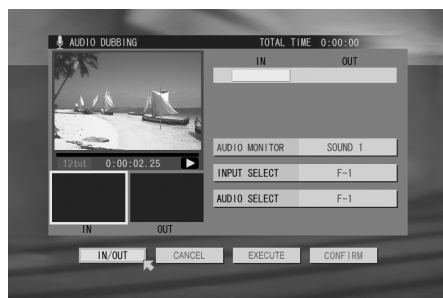 AUDIO DUBBING TOTAL TIME 0:00:00
IN OUT
AUDIO MONITOR SOUND 1
12bit 0:00:02.25
INPUT SELECT F-1
AUDIO SELECT F-1
IN OUT
IN/OUT CANCEL EXECUTE CONFIRM